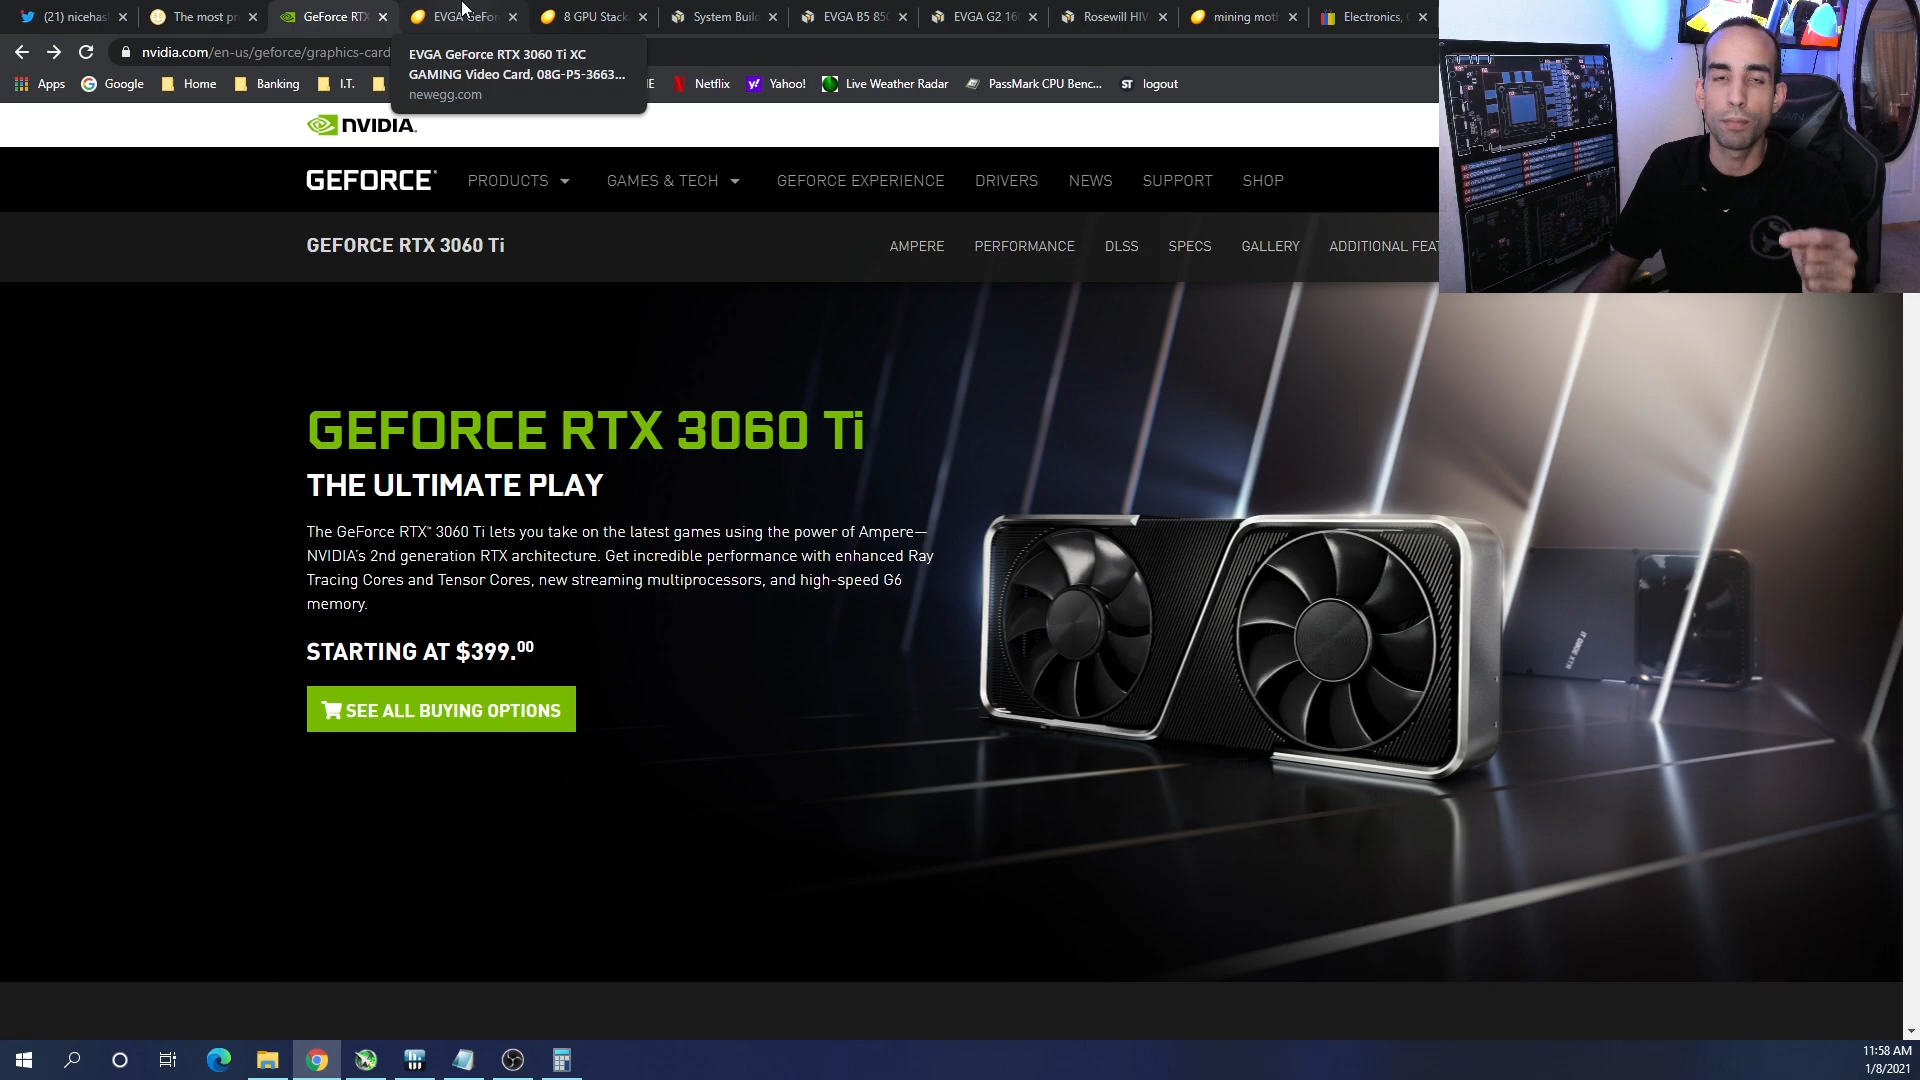 (21) niceha
The most pr
GeForce RTX
EVGA GeFor
8 GPU Stack
System Build
EVGA B5 850
EVGA G2 16
Rosewill HIV
mining mot
Electronics,
nvidia.com/en-us/geforce/graphics-card
EVGA GeForce RTX 3060 Ti XC
GAMING Video Card, 08G-P5-3663...
newegg.com
Apps
Google
Home
Banking
I.T.
Netflix
Yahoo!
Live Weather Radar
PassMark CPU Benc...
logout
NVIDIA.
GEFORCE
PRODUCTS
GAMES & TECH
GEFORCE EXPERIENCE
DRIVERS
NEWS
SUPPORT
SHOP
GEFORCE RTX 3060 Ti
AMPERE
PERFORMANCE
DLSS
SPECS
GALLERY
ADDITIONAL FEAT
GEFORCE RTX 3060 Ti
THE ULTIMATE PLAY
The GeForce RTX™ 3060 Ti lets you take on the latest games using the power of Ampere—
NVIDIA's 2nd generation RTX architecture. Get incredible performance with enhanced Ray
Tracing Cores and Tensor Cores, new streaming multiprocessors, and high-speed G6
memory.
STARTING AT $399.00
SEE ALL BUYING OPTIONS
11:58 AM
1/8/2021